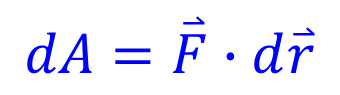 dA = F⃗ · dr⃗